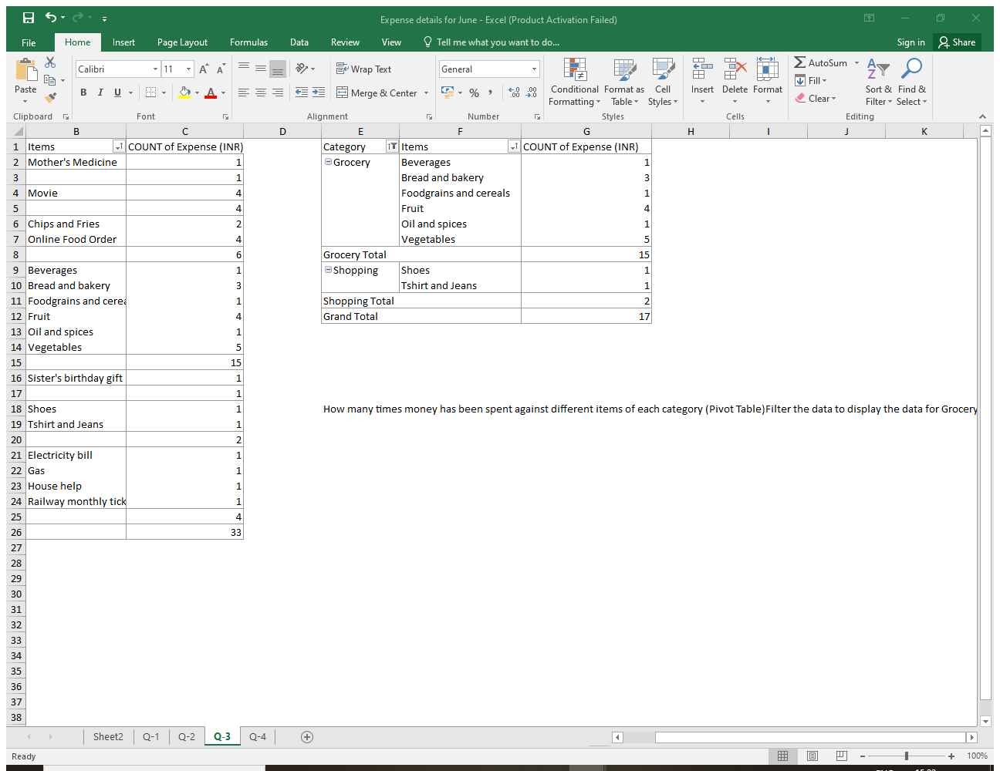 Expense details for June - Excel (Product Activation Failed)
File Home Insert Page Layout Formulas Data Review View Tell me what you want to do... Sign in Share
Paste Calibri 11 Wrap Text General Conditional Formatting Format as Table Cell Styles Insert Delete Format AutoSum Sort & Filter Find & Select
B I U A Merge & Center % , Fill Clear
Clipboard Font Alignment Number Styles Cells Editing
B C D E F G H I J K
1 Items COUNT of Expense (INR) Category Items COUNT of Expense (INR)
2 Mother's Medicine 1 Grocery Beverages 1
3 1 Bread and bakery 3
4 Movie 4 Foodgrains and cereals 1
5 4 Fruit 4
6 Chips and Fries 2 Oil and spices 1
7 Online Food Order 4 Vegetables 5
8 6 Grocery Total 15
9 Beverages 1 Shopping Shoes 1
10 Bread and bakery 3 Tshirt and Jeans 1
11 Foodgrains and cerea 1 Shopping Total 2
12 Fruit 4 Grand Total 17
13 Oil and spices 1
14 Vegetables 5
15 15
16 Sister's birthday gift 1
17 1
18 Shoes 1 How many times money has been spent against different items of each category (Pivot Table)Filter the data to display the data for Grocery
19 Tshirt and Jeans 1
20 2
21 Electricity bill 1
22 Gas 1
23 House help 1
24 Railway monthly tick 1
25 4
26 33
27
28
29
30
31
32
33
34
35
36
37
38
Sheet2 Q-1 Q-2 Q-3 Q-4
Ready 100%